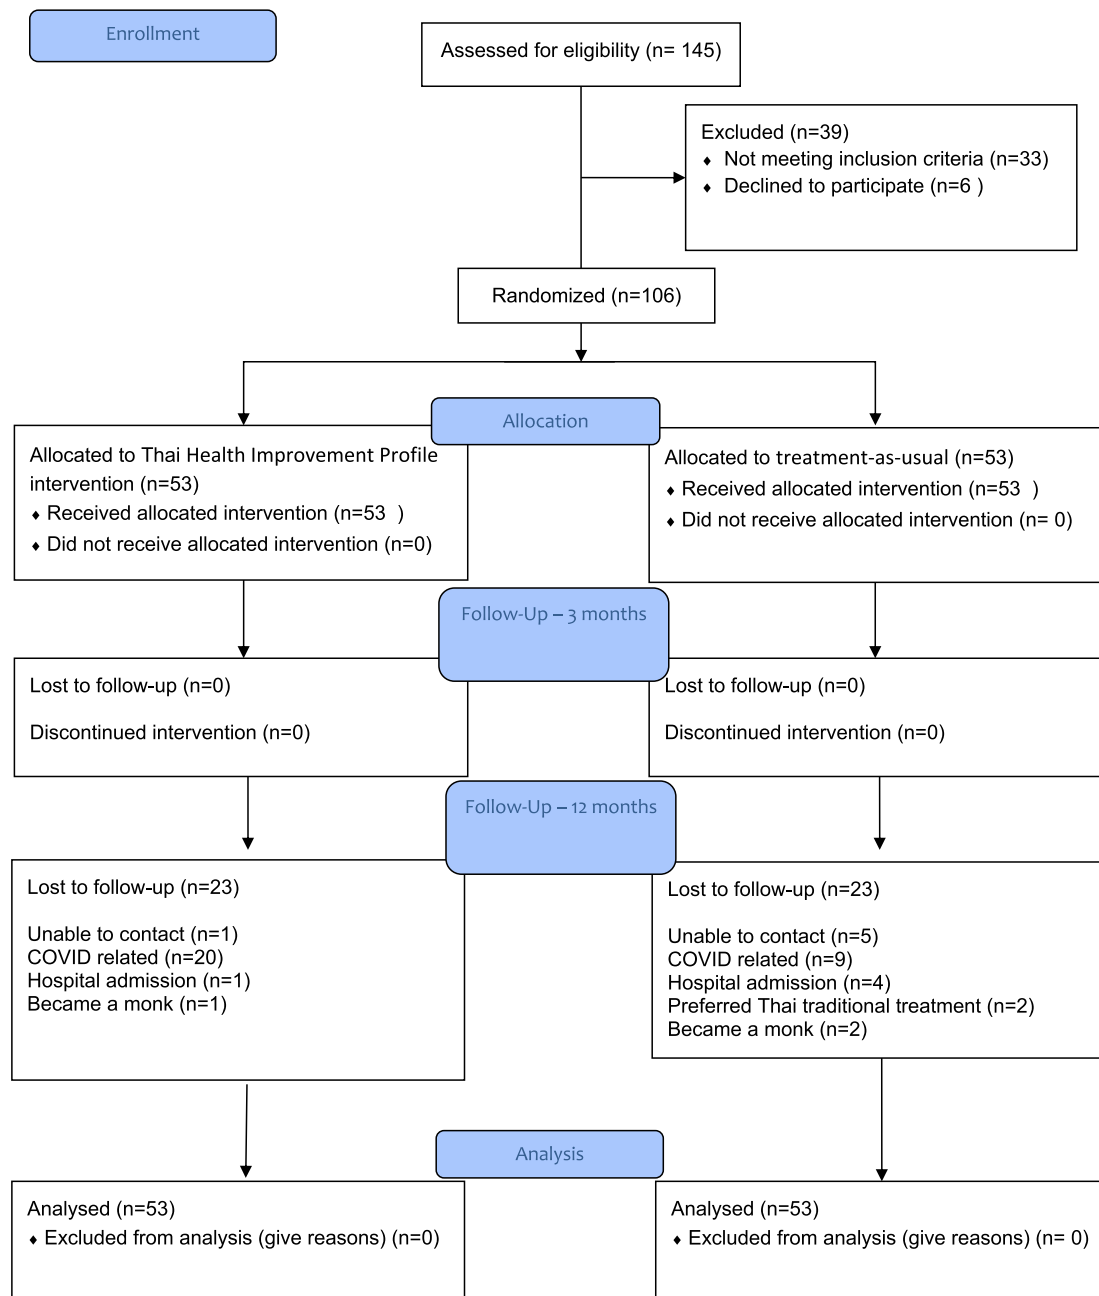 Enrollment
Assessed for eligibility (n= 145)
Excluded (n=39)
♦ Not meeting inclusion criteria (n=33)
♦ Declined to participate (n=6 )
Randomized (n=106)
Allocation
Allocated to Thai Health Improvement Profile
intervention (n=53)
♦ Received allocated intervention (n=53 )
♦ Did not receive allocated intervention (n=0)
Allocated to treatment-as-usual (n=53)
♦ Received allocated intervention (n=53 )
♦ Did not receive allocated intervention (n= 0)
Follow-Up – 3 months
Lost to follow-up (n=0)
Discontinued intervention (n=0)
Lost to follow-up (n=0)
Discontinued intervention (n=0)
Follow-Up – 12 months
Lost to follow-up (n=23)
Unable to contact (n=1)
COVID related (n=20)
Hospital admission (n=1)
Became a monk (n=1)
Lost to follow-up (n=23)
Unable to contact (n=5)
COVID related (n=9)
Hospital admission (n=4)
Preferred Thai traditional treatment (n=2)
Became a monk (n=2)
Analysis
Analysed (n=53)
♦ Excluded from analysis (give reasons) (n=0)
Analysed (n=53)
♦ Excluded from analysis (give reasons) (n= 0)